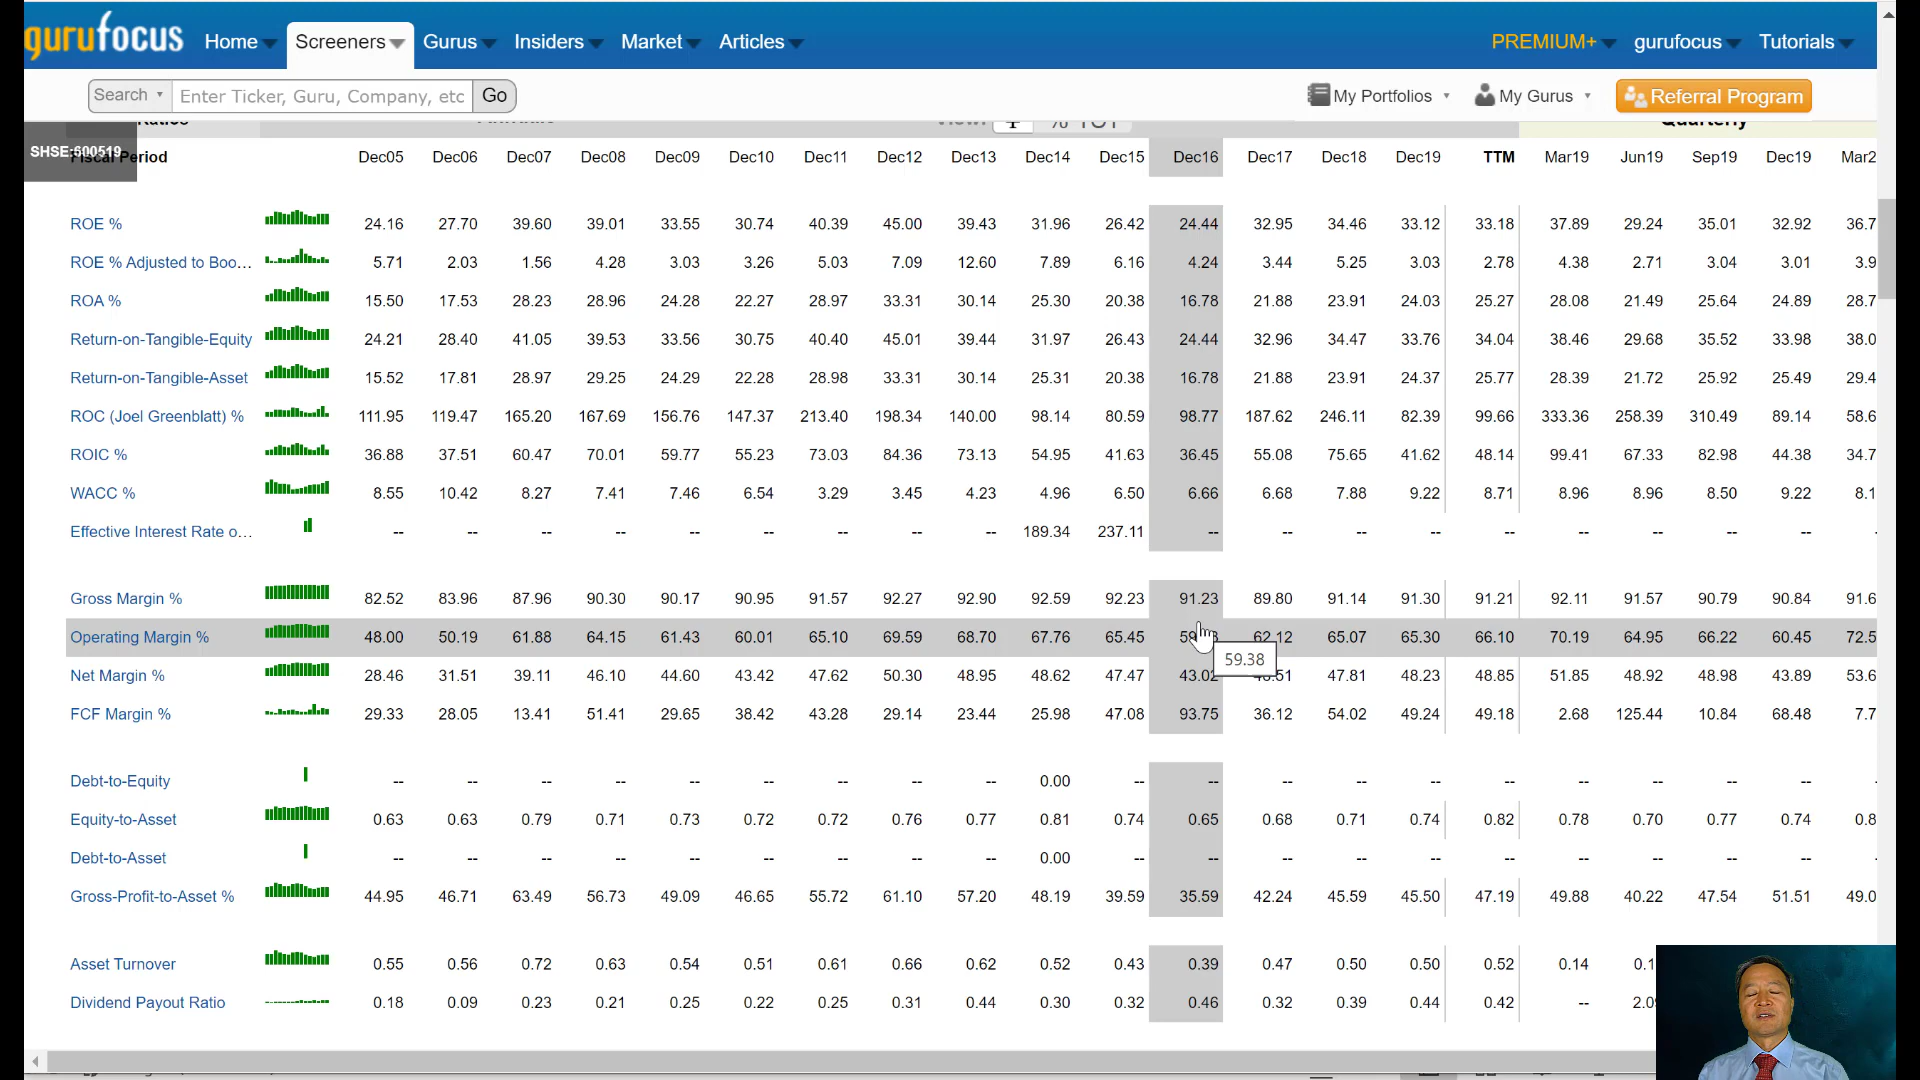 gurufocus Home Screeners Gurus Insiders Market Articles PREMIUM+ gurufocus Tutorials
Search Enter Ticker, Guru, Company, etc Go My Portfolios My Gurus Referral Program
Quarterly
SHSE:600519
Fiscal Period Dec05 Dec06 Dec07 Dec08 Dec09 Dec10 Dec11 Dec12 Dec13 Dec14 Dec15 Dec16 Dec17 Dec18 Dec19 TTM Mar19 Jun19 Sep19 Dec19 Mar2
ROE % 24.16 27.70 39.60 39.01 33.55 30.74 40.39 45.00 39.43 31.96 26.42 24.44 32.95 34.46 33.12 33.18 37.89 29.24 35.01 32.92 36.7
ROE % Adjusted to Boo... 5.71 2.03 1.56 4.28 3.03 3.26 5.03 7.09 12.60 7.89 6.16 4.24 3.44 5.25 3.03 2.78 4.38 2.71 3.04 3.01 3.9
ROA % 15.50 17.53 28.23 28.96 24.28 22.27 28.97 33.31 30.14 25.30 20.38 16.78 21.88 23.91 24.03 25.27 28.08 21.49 25.64 24.89 28.7
Return-on-Tangible-Equity 24.21 28.40 41.05 39.53 33.56 30.75 40.40 45.01 39.44 31.97 26.43 24.44 32.96 34.47 33.76 34.04 38.46 29.68 35.52 33.98 38.0
Return-on-Tangible-Asset 15.52 17.81 28.97 29.25 24.29 22.28 28.98 33.31 30.14 25.31 20.38 16.78 21.88 23.91 24.37 25.77 28.39 21.72 25.92 25.49 29.4
ROC (Joel Greenblatt) % 111.95 119.47 165.20 167.69 156.76 147.37 213.40 198.34 140.00 98.14 80.59 98.77 187.62 246.11 82.39 99.66 333.36 258.39 310.49 89.14 58.6
ROIC % 36.88 37.51 60.47 70.01 59.77 55.23 73.03 84.36 73.13 54.95 41.63 36.45 55.08 75.65 41.62 48.14 99.41 67.33 82.98 44.38 34.7
WACC % 8.55 10.42 8.27 7.41 7.46 6.54 3.29 3.45 4.23 4.96 6.50 6.66 6.68 7.88 9.22 8.71 8.96 8.96 8.50 9.22 8.1
Effective Interest Rate o... -- -- -- -- -- -- -- -- -- 189.34 237.11 -- -- -- -- -- -- -- -- --
Gross Margin % 82.52 83.96 87.96 90.30 90.17 90.95 91.57 92.27 92.90 92.59 92.23 91.23 89.80 91.14 91.30 91.21 92.11 91.57 90.79 90.84 91.6
Operating Margin % 48.00 50.19 61.88 64.15 61.43 60.01 65.10 69.59 68.70 67.76 65.45 62.12 65.07 65.30 66.10 70.19 64.95 66.22 60.45 72.5
59.38
Net Margin % 28.46 31.51 39.11 46.10 44.60 43.42 47.62 50.30 48.95 48.62 47.47 43.02 47.81 48.23 48.85 51.85 48.92 48.98 43.89 53.6
FCF Margin % 29.33 28.05 13.41 51.41 29.65 38.42 43.28 29.14 23.44 25.98 47.08 93.75 36.12 54.02 49.24 49.18 2.68 125.44 10.84 68.48 7.7
Debt-to-Equity -- -- -- -- -- -- -- -- -- 0.00 -- -- -- -- -- -- -- -- -- --
Equity-to-Asset 0.63 0.63 0.79 0.71 0.73 0.72 0.72 0.76 0.77 0.81 0.74 0.65 0.68 0.71 0.74 0.82 0.78 0.70 0.77 0.74 0.8
Debt-to-Asset -- -- -- -- -- -- -- -- -- 0.00 -- -- -- -- -- -- -- -- -- --
Gross-Profit-to-Asset % 44.95 46.71 63.49 56.73 49.09 46.65 55.72 61.10 57.20 48.19 39.59 35.59 42.24 45.59 45.50 47.19 49.88 40.22 47.54 51.51 49.0
Asset Turnover 0.55 0.56 0.72 0.63 0.54 0.51 0.61 0.66 0.62 0.52 0.43 0.39 0.47 0.50 0.50 0.52 0.14 0.1
Dividend Payout Ratio 0.18 0.09 0.23 0.21 0.25 0.22 0.25 0.31 0.44 0.30 0.32 0.46 0.32 0.39 0.44 0.42 -- 2.0